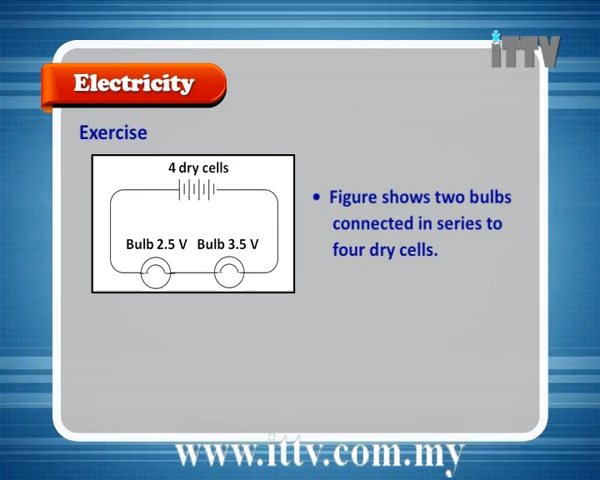 iTTV
Electricity
Exercise
4 dry cells
Bulb 2.5 V Bulb 3.5 V
• Figure shows two bulbs
connected in series to
four dry cells.
www.ittv.com.my